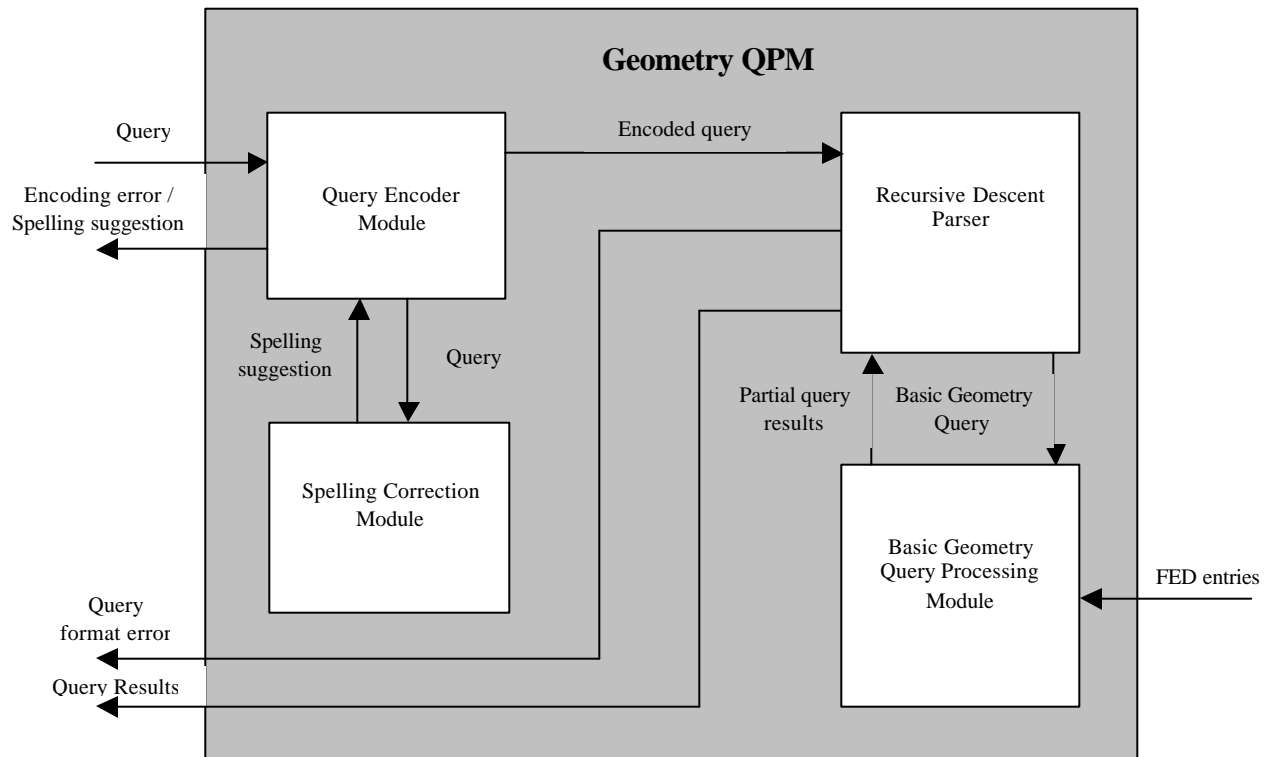 Geometry QPM
Query
Encoded query
Encoding error /
Spelling suggestion
Query Encoder
Module
Recursive Descent
Parser
Spelling
suggestion
Query
Partial query
results
Basic Geometry
Query
Spelling Correction
Module
Basic Geometry
Query Processing
Module
FED entries
Query
format error
Query Results